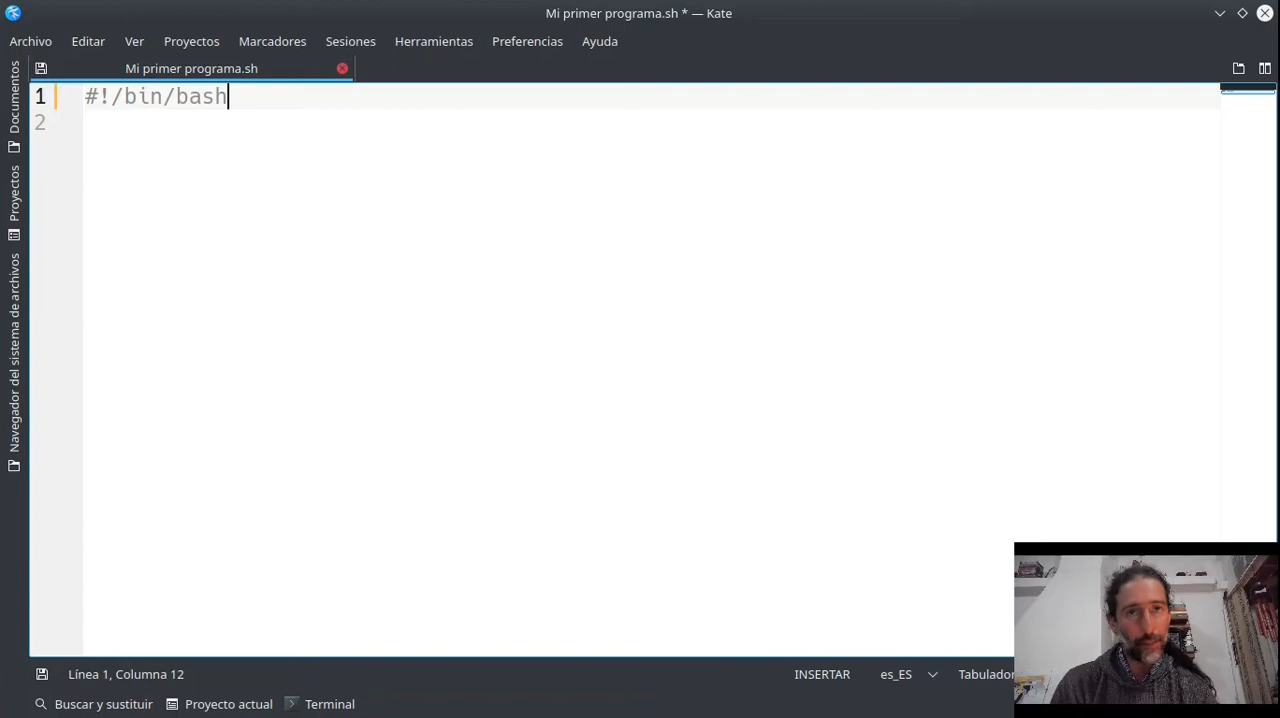 Mi primer programa.sh * — Kate
Archivo Editar Ver Proyectos Marcadores Sesiones Herramientas Preferencias Ayuda
Mi primer programa.sh
Documentos
Proyectos
Navegador del sistema de archivos
1 #!/bin/bash
2
Línea 1, Columna 12 INSERTAR es_ES Tabulador
Buscar y sustituir Proyecto actual Terminal